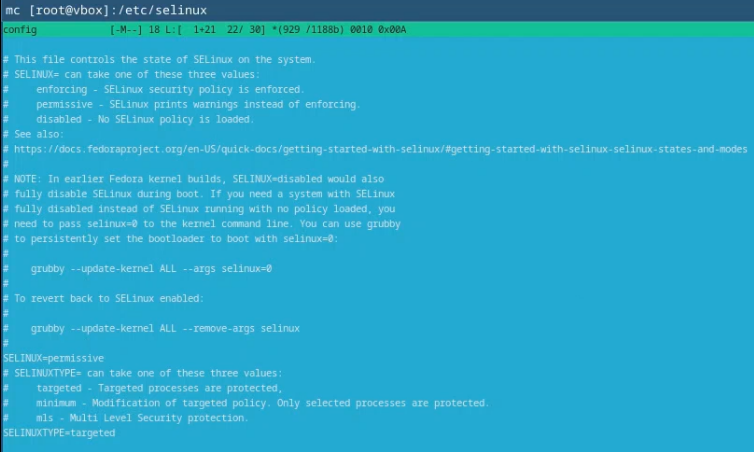 mc [root@vbox]:/etc/selinux
config [-M--] 18 L:[ 1+21 22/ 30] *(929 /1188b) 0010 0x00A
# This file controls the state of SELinux on the system.
# SELINUX= can take one of these three values:
# enforcing - SELinux security policy is enforced.
# permissive - SELinux prints warnings instead of enforcing.
# disabled - No SELinux policy is loaded.
# See also:
# https://docs.fedoraproject.org/en-US/quick-docs/getting-started-with-selinux/#getting-started-with-selinux-selinux-states-and-modes
#
# NOTE: In earlier Fedora kernel builds, SELINUX=disabled would also
# fully disable SELinux during boot. If you need a system with SELinux
# fully disabled instead of SELinux running with no policy loaded, you
# need to pass selinux=0 to the kernel command line. You can use grubby
# to persistently set the bootloader to boot with selinux=0:
#
# grubby --update-kernel ALL --args selinux=0
#
# To revert back to SELinux enabled:
#
# grubby --update-kernel ALL --remove-args selinux
#
SELINUX=permissive
# SELINUXTYPE= can take one of these three values:
# targeted - Targeted processes are protected,
# minimum - Modification of targeted policy. Only selected processes are protected.
# mls - Multi Level Security protection.
SELINUXTYPE=targeted